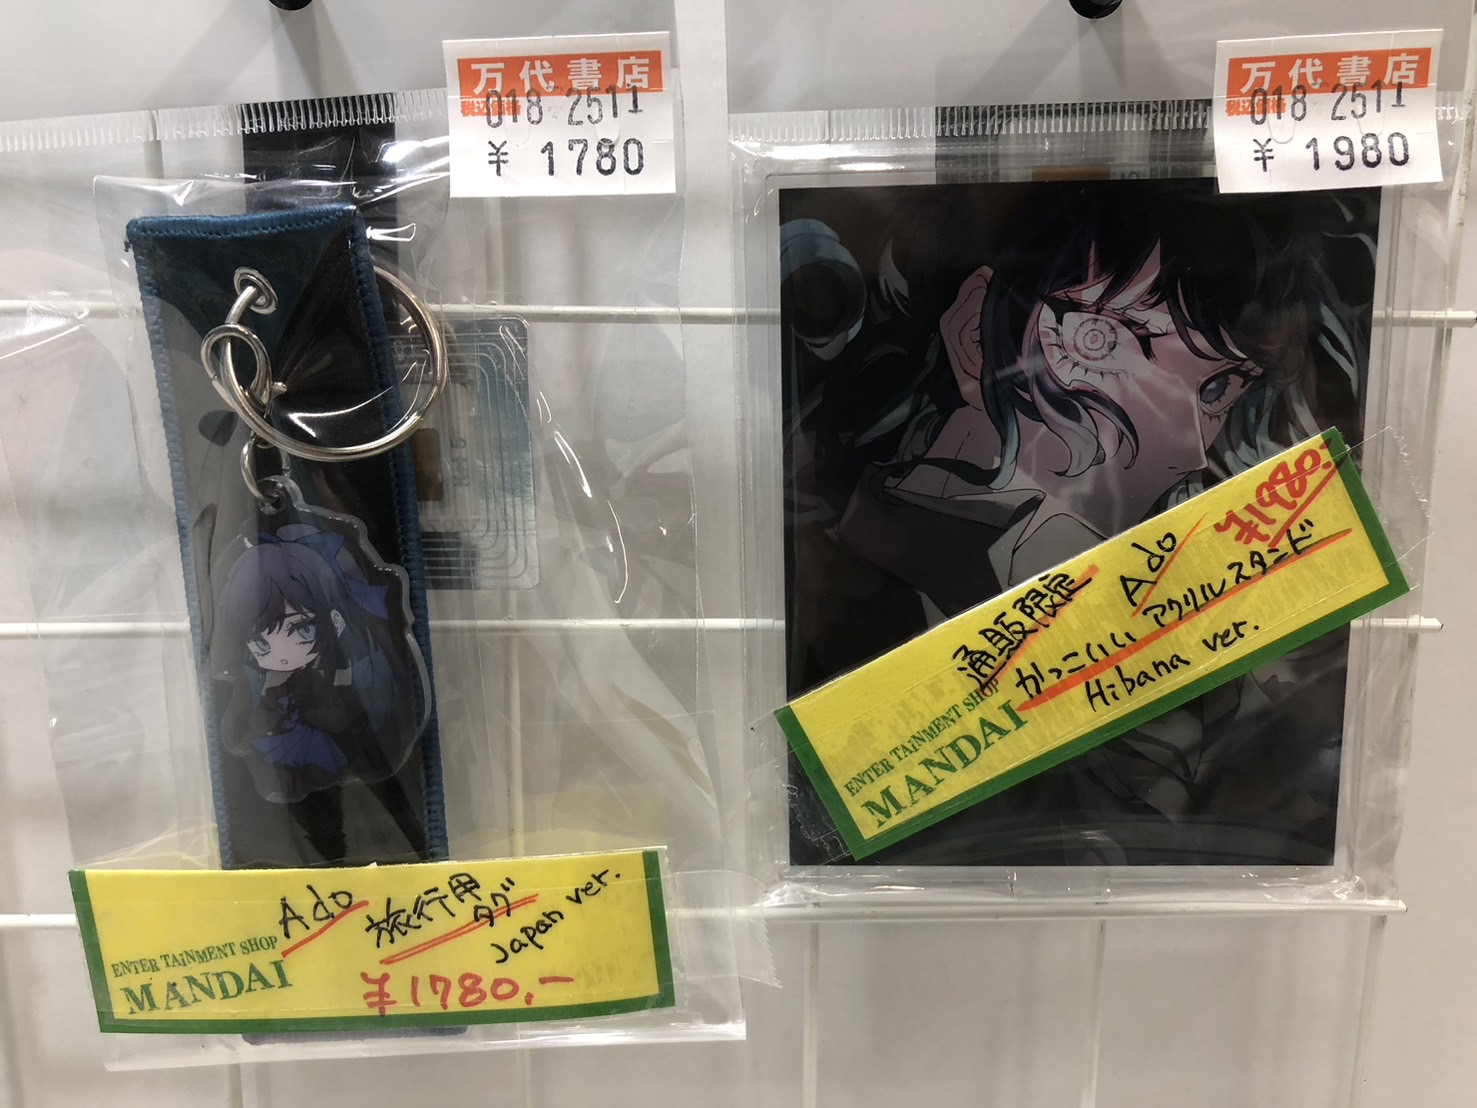 万代書店
税込価格
018 2511
¥ 1780
万代書店
税込価格
018 2511
¥ 1980
¥1980.-
通販限定 Ado
かっこいい アクリルスタンド
Hibana ver.
ENTER TAiNMENT SHOP
MANDAI
Ado 旅行用
タグ
Japan ver.
¥1780.-
ENTER TAiNMENT SHOP
MANDAI